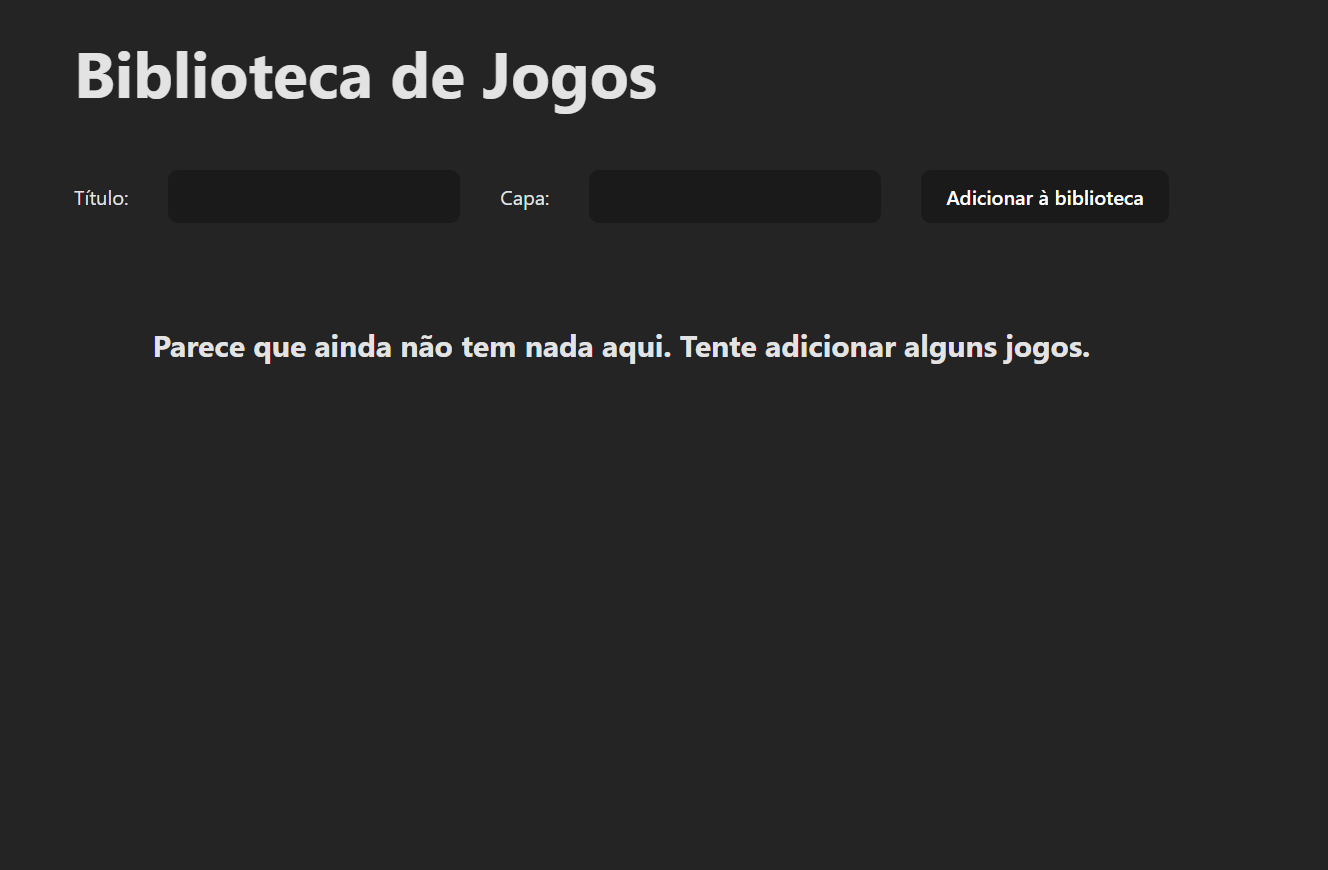 Biblioteca de Jogos
Título:
Capa:
Adicionar à biblioteca
Parece que ainda não tem nada aqui. Tente adicionar alguns jogos.